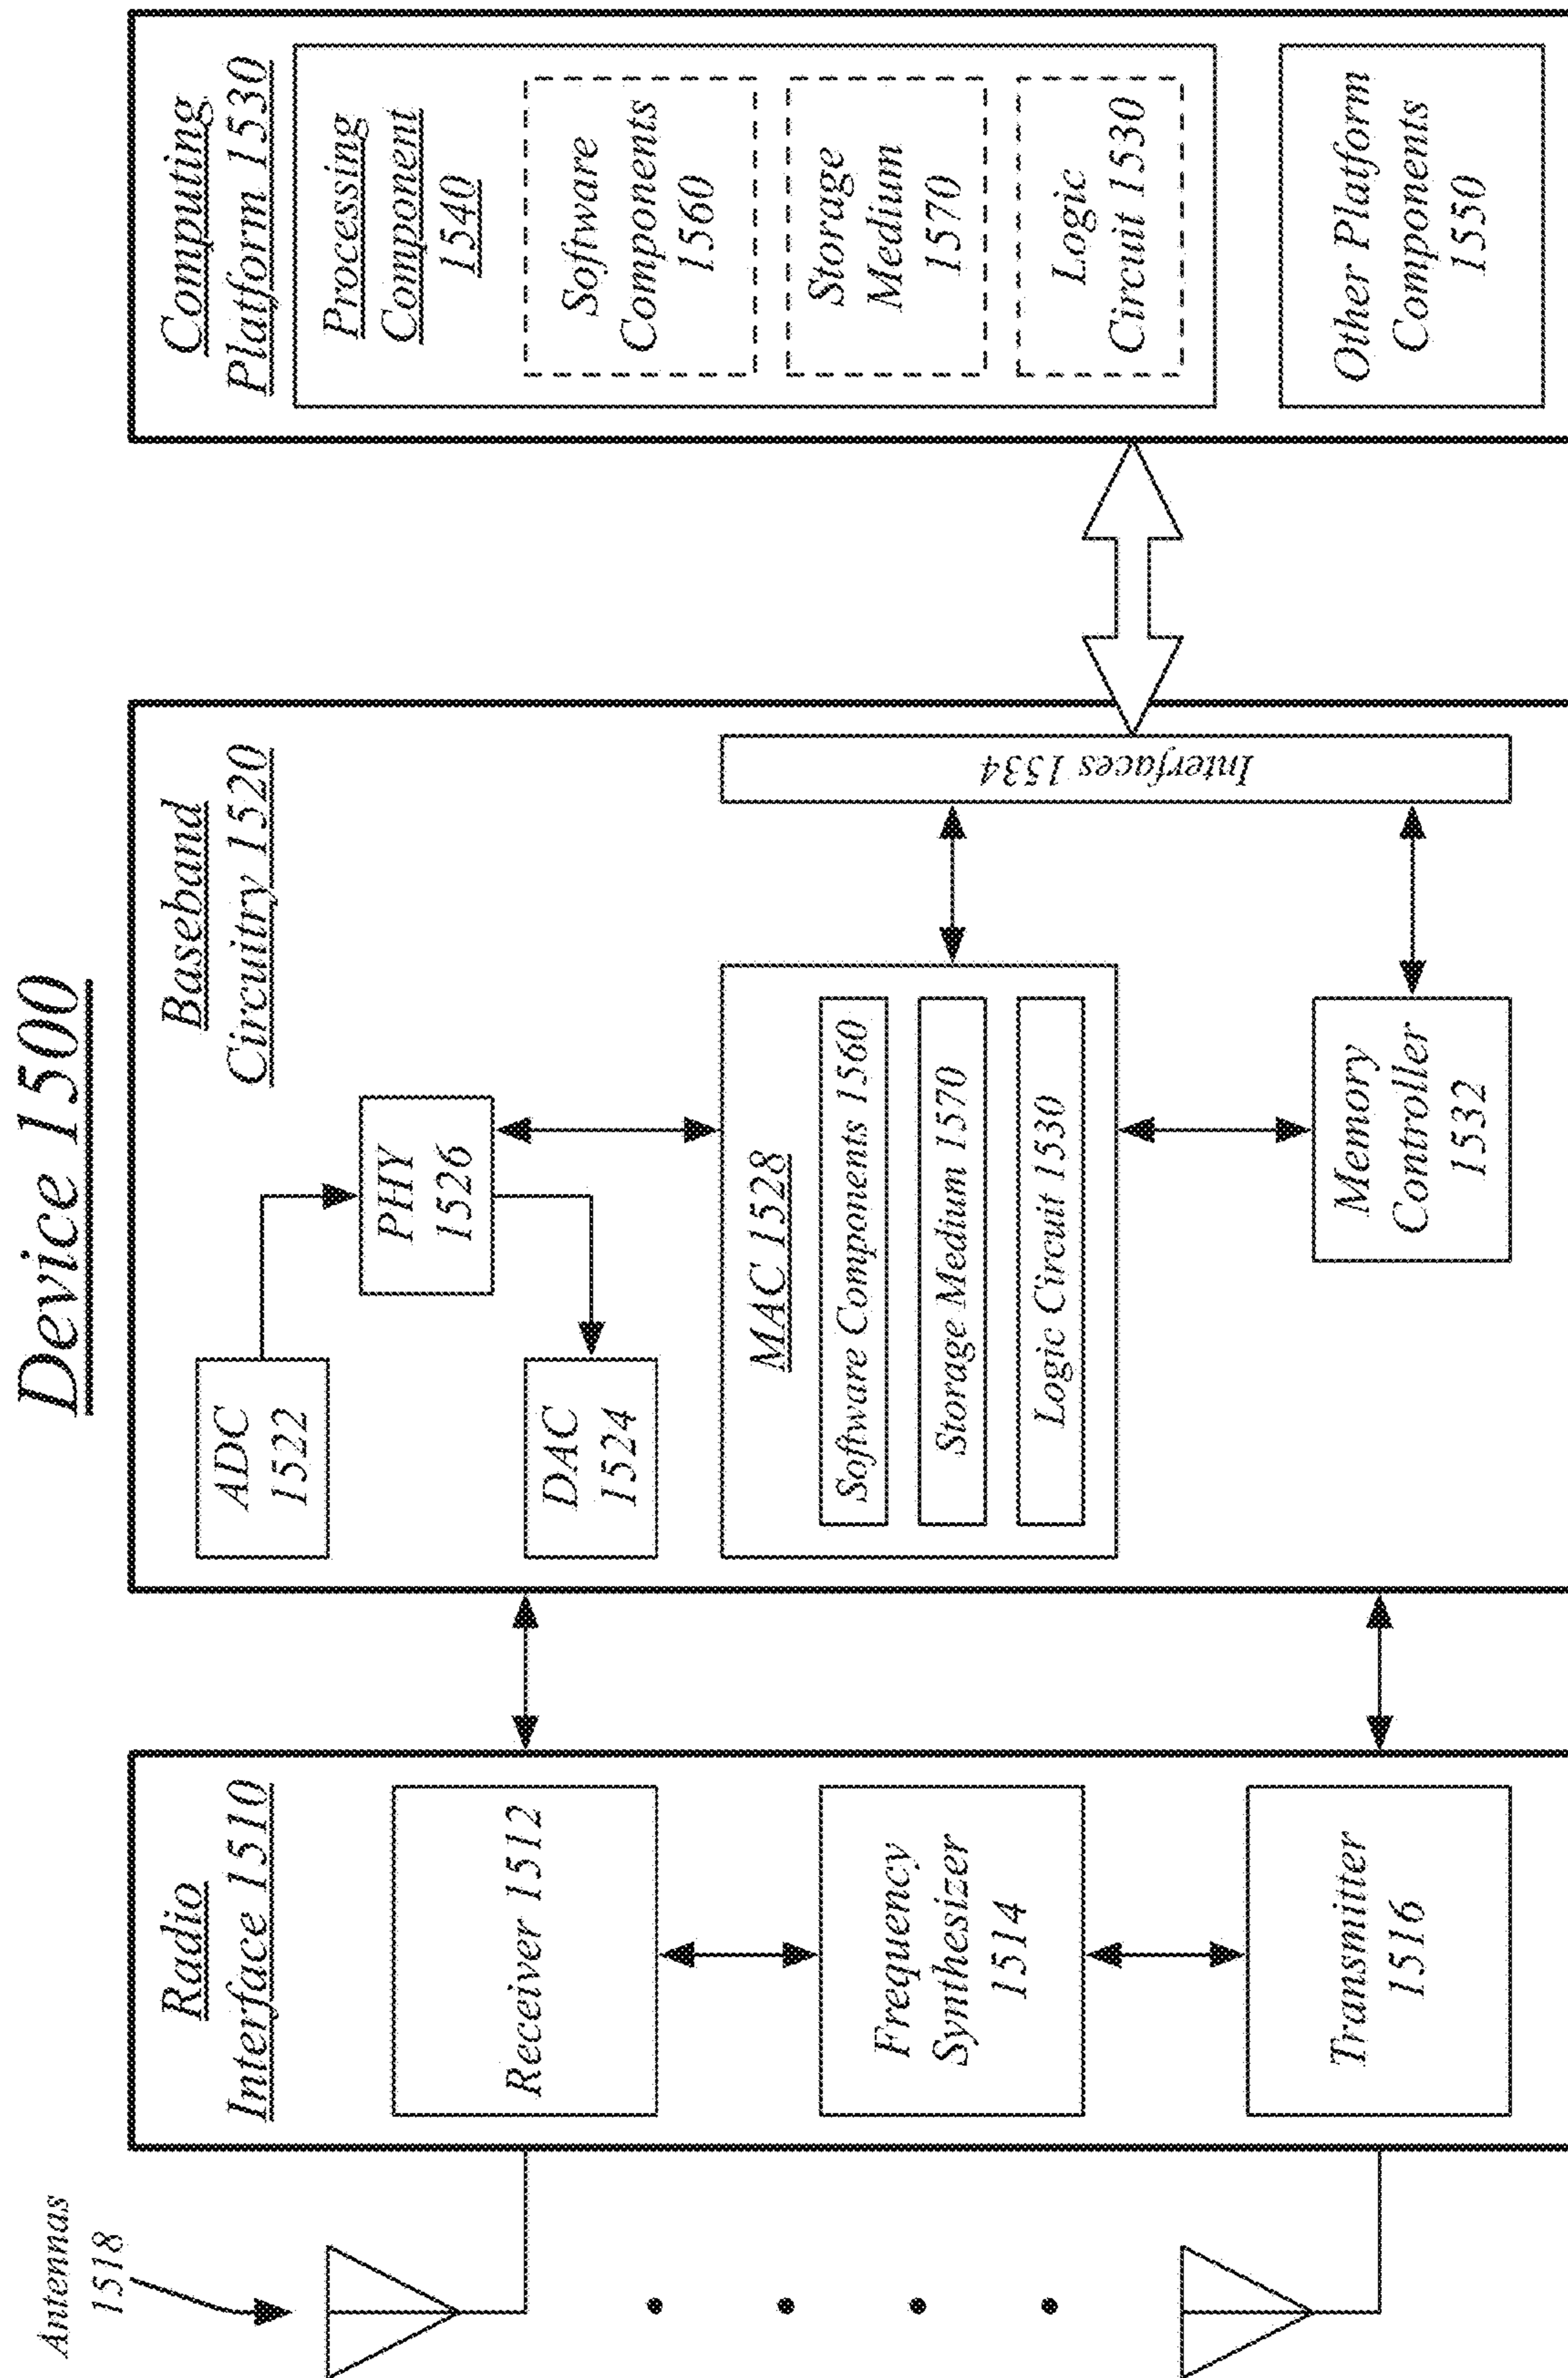 Device 1500
Antennas
1518
Radio
Interface 1510
Receiver 1512
Frequency
Synthesizer
1514
Transmitter
1516
Baseband
Circuitry 1520
ADC
1522
PHY
1526
DAC
1524
MAC 1528
Software Components 1560
Storage Medium 1570
Logic Circuit 1530
Memory
Controller
1532
Interfaces 1534
Computing
Platform 1530
Processing
Component
1540
Software
Components
1560
Storage
Medium
1570
Logic
Circuit 1530
Other Platform
Components
1550